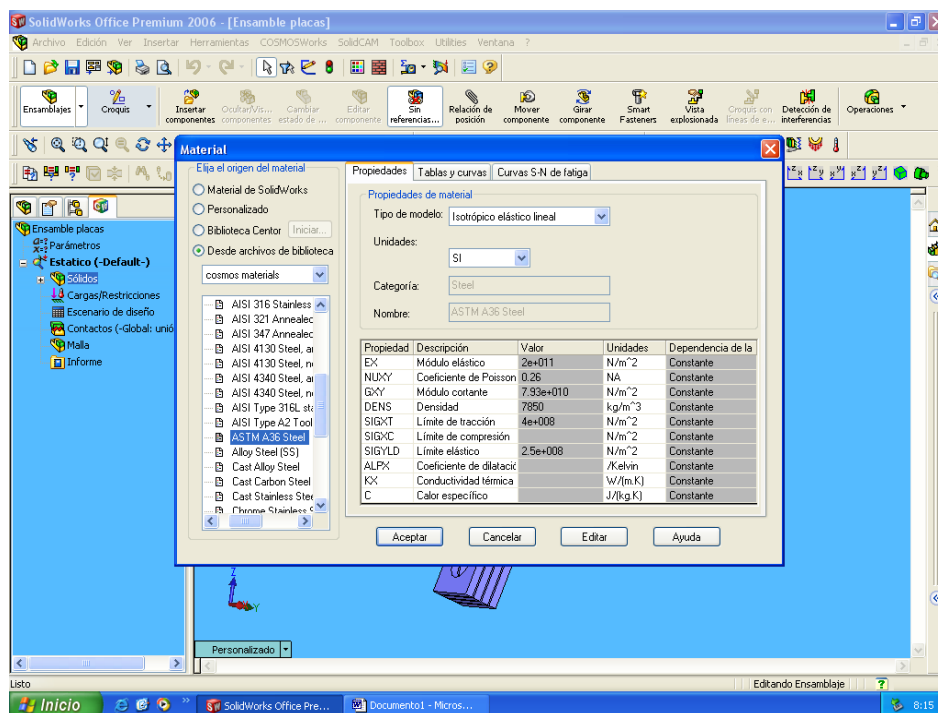 SolidWorks Office Premium 2006 - [Ensamble placas]
Archivo Edición Ver Insertar Herramientas COSMOSWorks SolidCAM Toolbox Utilities Ventana ?
Ensamblajes
Croquis
Insertar componentes
Ocultar/Vis... componentes
Cambiar estado de ...
Editar componente
Sin referencias...
Relación de posición
Mover componente
Girar componente
Smart Fasteners
Vista explosionada
Croquis con líneas de e...
Detección de interferencias
Operaciones
Ensamble placas
Parámetros
Estatico (-Default-)
Sólidos
Cargas/Restricciones
Escenario de diseño
Contactos (-Global: unió
Malla
Informe
Material
Elija el origen del material
Material de SolidWorks
Personalizado
Biblioteca Centor Iniciar...
Desde archivos de biblioteca
cosmos materials
AISI 316 Stainless
AISI 321 Annealec
AISI 347 Annealec
AISI 4130 Steel, ai
AISI 4130 Steel, n
AISI 4340 Steel, ai
AISI 4340 Steel, n
AISI Type 316L sta
AISI Type A2 Tool
ASTM A36 Steel
Alloy Steel (SS)
Cast Alloy Steel
Cast Carbon Steel
Cast Stainless Stee
Chrome Stainless S
Propiedades Tablas y curvas Curvas S-N de fatiga
Propiedades de material
Tipo de modelo: Isotrópico elástico lineal
Unidades:
SI
Categoría: Steel
Nombre: ASTM A36 Steel
Propiedad Descripción Valor Unidades Dependencia de la
EX Módulo elástico 2e+011 N/m^2 Constante
NUXY Coeficiente de Poisson 0.26 NA Constante
GXY Módulo cortante 7.93e+010 N/m^2 Constante
DENS Densidad 7850 kg/m^3 Constante
SIGXT Límite de tracción 4e+008 N/m^2 Constante
SIGXC Límite de compresión N/m^2 Constante
SIGYLD Límite elástico 2.5e+008 N/m^2 Constante
ALPX Coeficiente de dilatació /Kelvin Constante
KX Conductividad térmica W/(m.K) Constante
C Calor específico J/(kg.K) Constante
Aceptar Cancelar Editar Ayuda
Z
Y
Personalizado
Listo
Editando Ensamblaje
Inicio
SolidWorks Office Pre...
Documento1 - Micros...
8:15